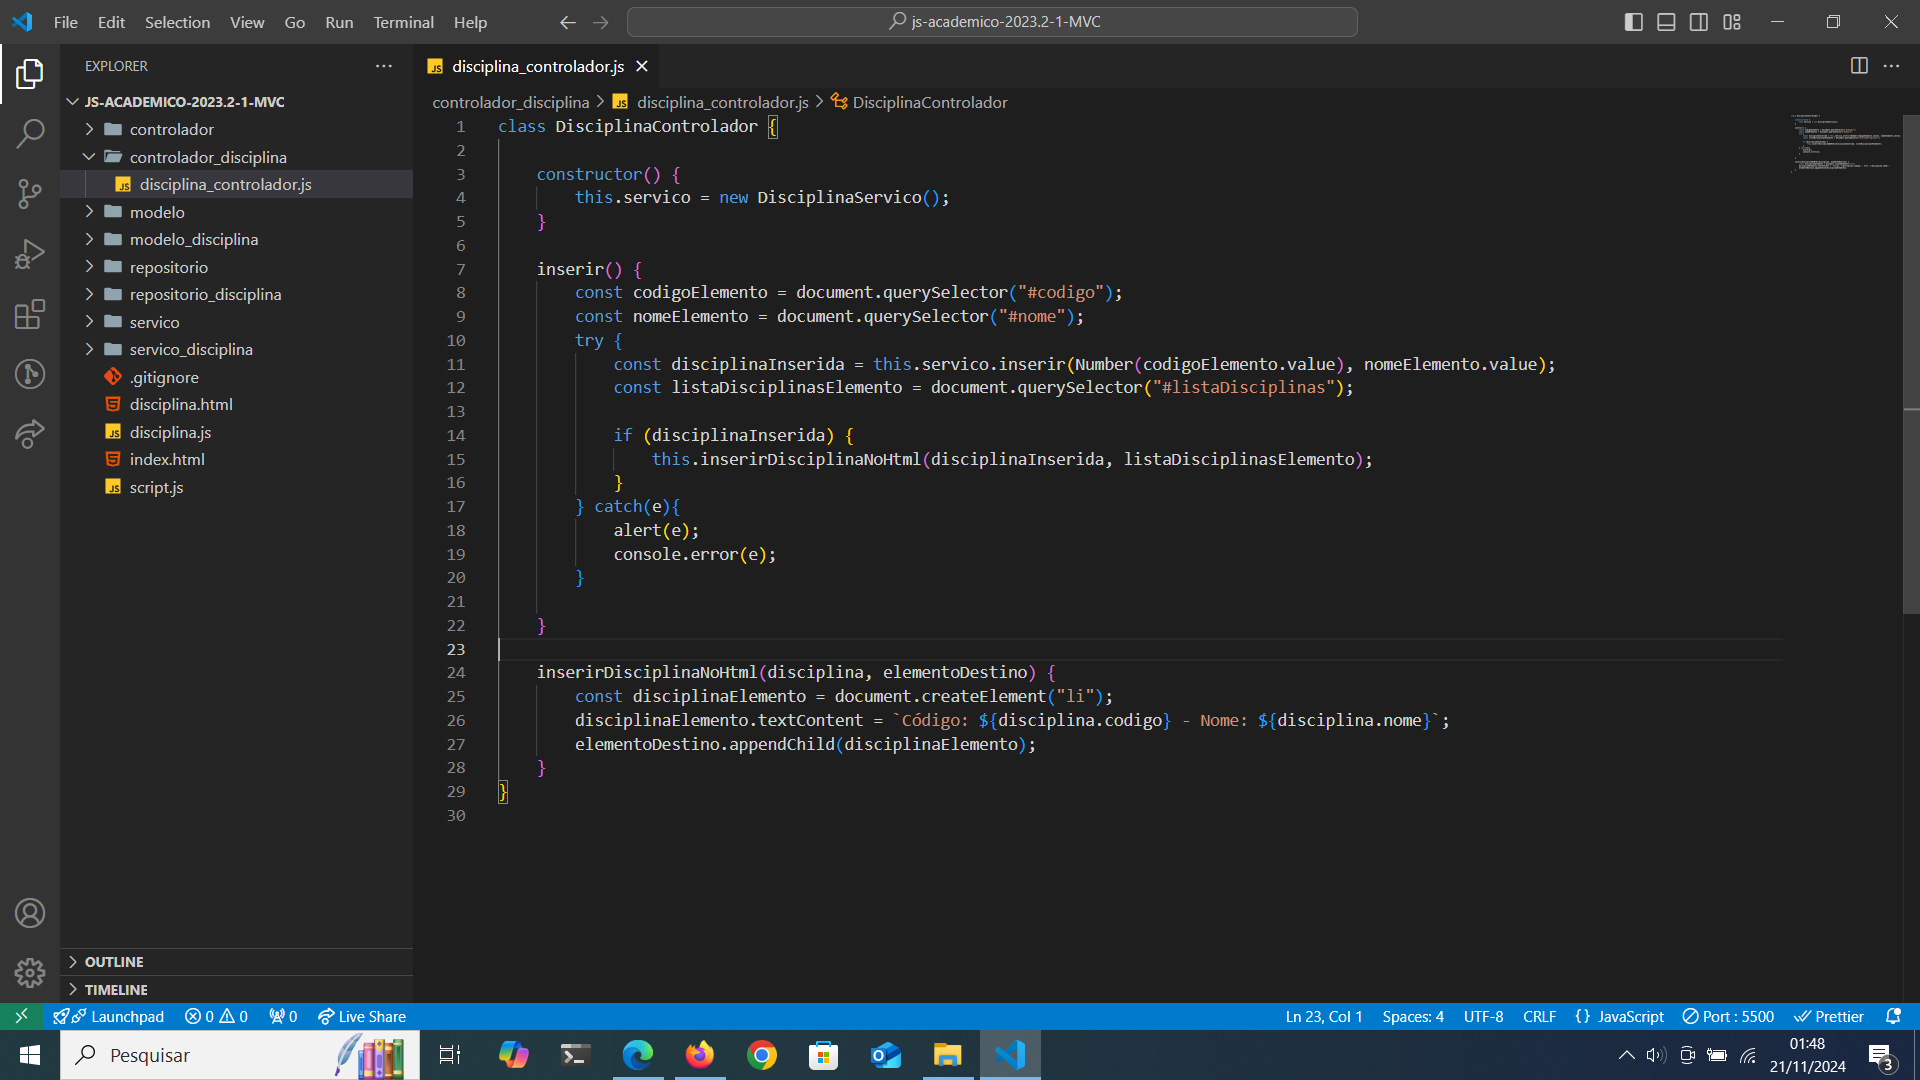 File Edit Selection View Go Run Terminal Help
js-academico-2023.2-1-MVC
EXPLORER
JS-ACADEMICO-2023.2-1-MVC
controlador
controlador_disciplina
disciplina_controlador.js
modelo
modelo_disciplina
repositorio
repositorio_disciplina
servico
servico_disciplina
.gitignore
disciplina.html
disciplina.js
index.html
script.js
OUTLINE
TIMELINE
disciplina_controlador.js
controlador_disciplina > disciplina_controlador.js > DisciplinaControlador
1 class DisciplinaControlador {
2
3 constructor() {
4 this.servico = new DisciplinaServico();
5 }
6
7 inserir() {
8 const codigoElemento = document.querySelector("#codigo");
9 const nomeElemento = document.querySelector("#nome");
10 try {
11 const disciplinaInserida = this.servico.inserir(Number(codigoElemento.value), nomeElemento.value);
12 const listaDisciplinasElemento = document.querySelector("#listaDisciplinas");
13
14 if (disciplinaInserida) {
15 this.inserirDisciplinaNoHtml(disciplinaInserida, listaDisciplinasElemento);
16 }
17 } catch(e){
18 alert(e);
19 console.error(e);
20 }
21
22 }
23
24 inserirDisciplinaNoHtml(disciplina, elementoDestino) {
25 const disciplinaElemento = document.createElement("li");
26 disciplinaElemento.textContent = `Código: ${disciplina.codigo} - Nome: ${disciplina.nome}`;
27 elementoDestino.appendChild(disciplinaElemento);
28 }
29 }
30
Launchpad 0 0 0 Live Share Ln 23, Col 1 Spaces: 4 UTF-8 CRLF {} JavaScript Port : 5500 Prettier
Pesquisar
01:48
21/11/2024
3